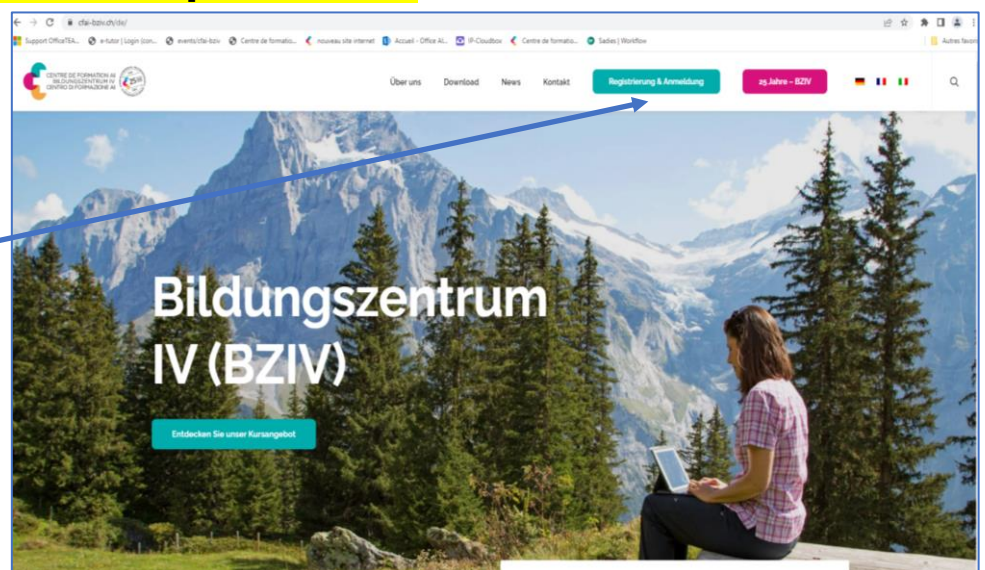 cfai-bziv.ch/de/
Support OfficeTEA... e-tutor | Login (con... events/cfai-bziv Centre de formatio... nouveau site internet Accueil - Office AI... IP-Cloudbox Centre de formatio... Sadies | Workflow Autres favoris
CENTRE DE FORMATION AI
BILDUNGSZENTRUM IV
CENTRO DI FORMAZIONE AI
Über uns Download News Kontakt Registrierung & Anmeldung 25 Jahre – BZIV
Bildungszentrum
IV (BZIV)
Entdecken Sie unser Kursangebot